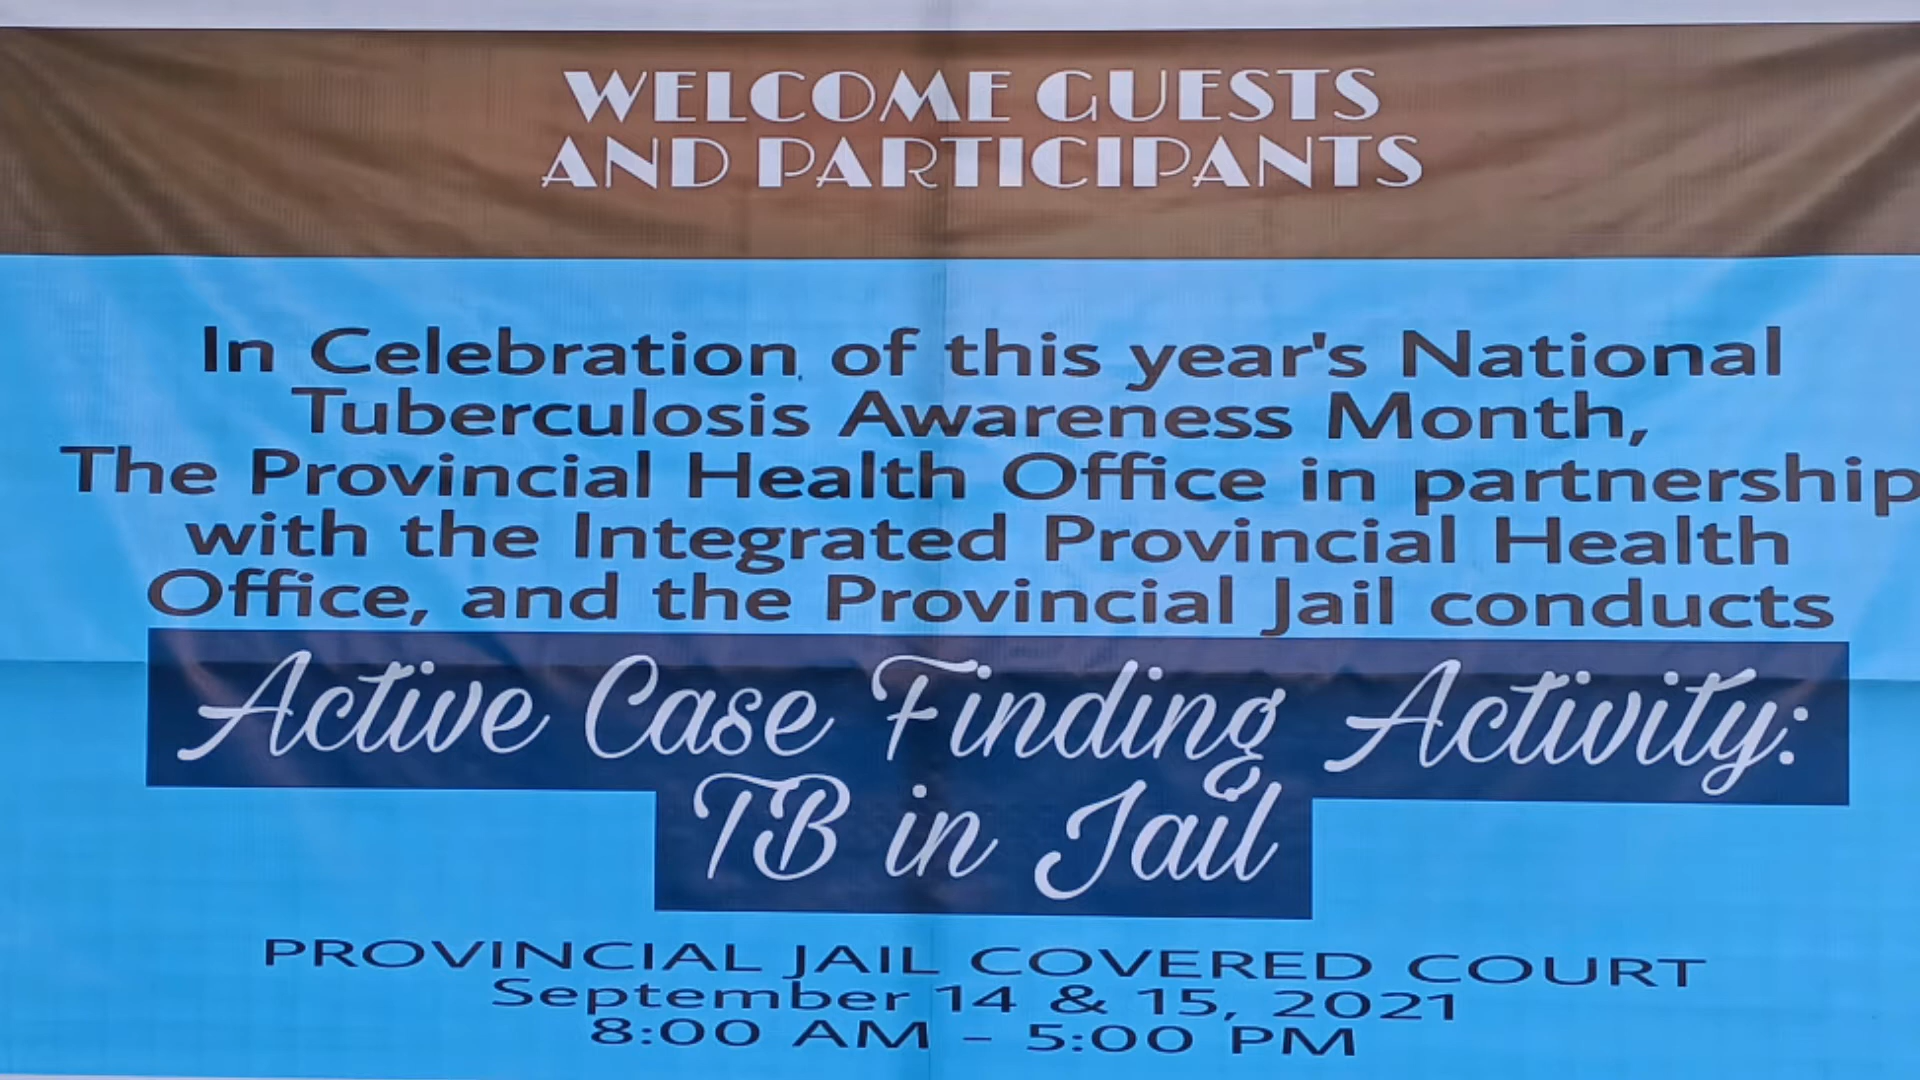 WELCOME GUESTS
AND PARTICIPANTS
In Celebration of this year's National
Tuberculosis Awareness Month,
The Provincial Health Office in partnership
with the Integrated Provincial Health
Office, and the Provincial Jail conducts
Active Case Finding Activity:
TB in Jail
PROVINCIAL JAIL COVERED COURT
September 14 & 15, 2021
8:00 AM - 5:00 PM